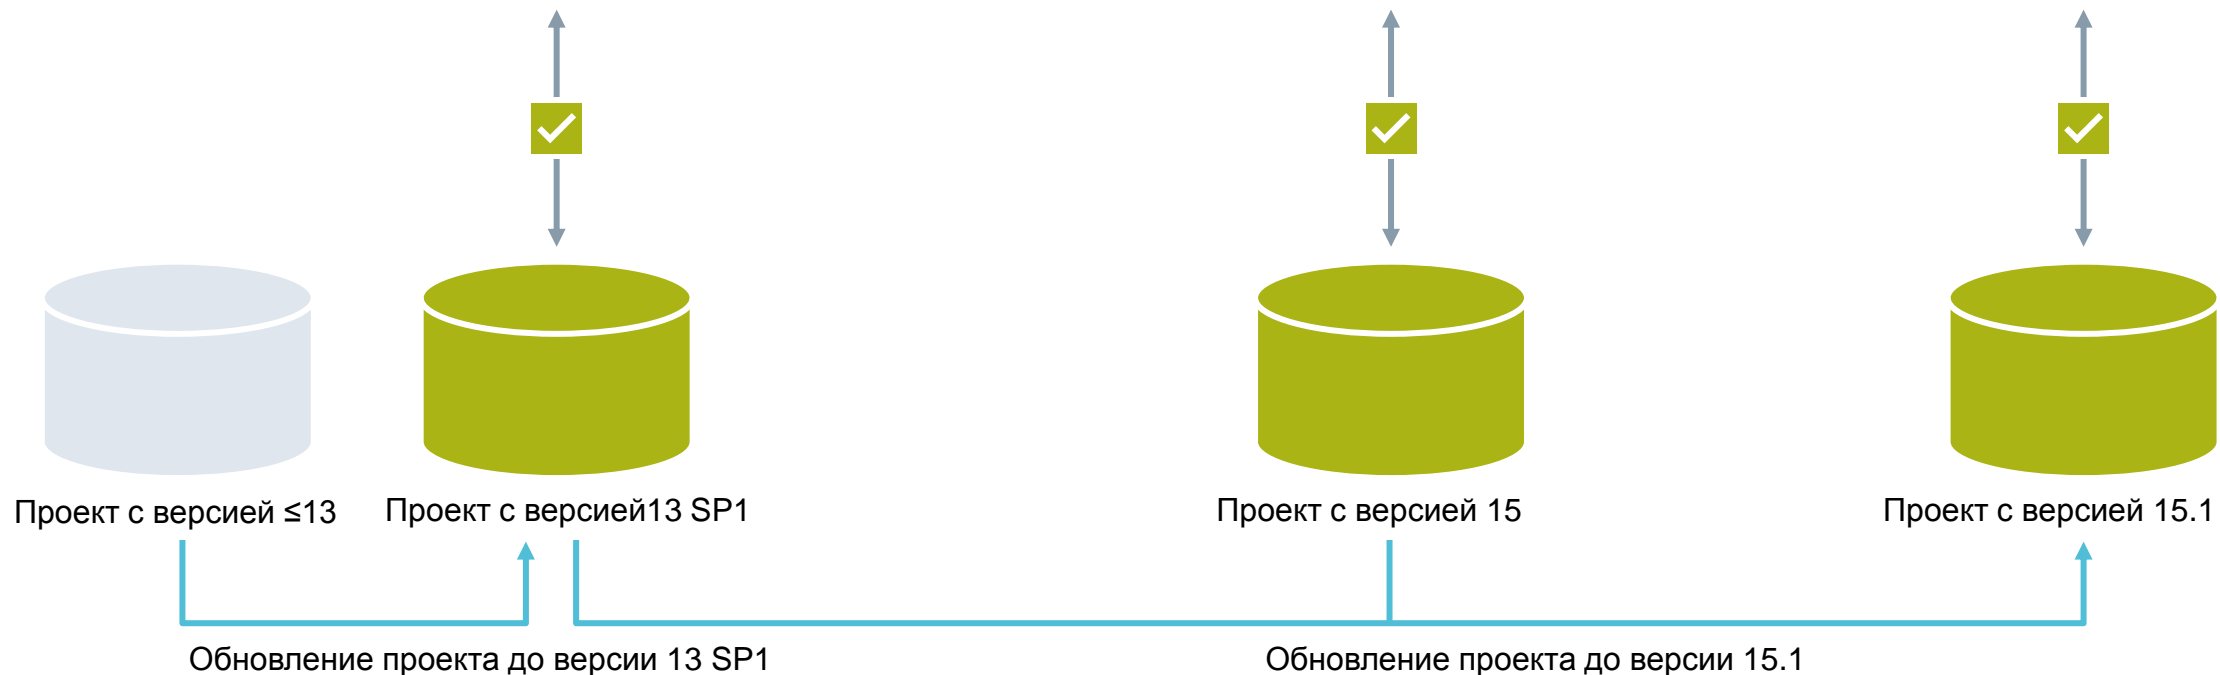 Проект с версией ≤13
Проект с версией13 SP1
Проект с версией 15
Проект с версией 15.1
Обновление проекта до версии 13 SP1
Обновление проекта до версии 15.1